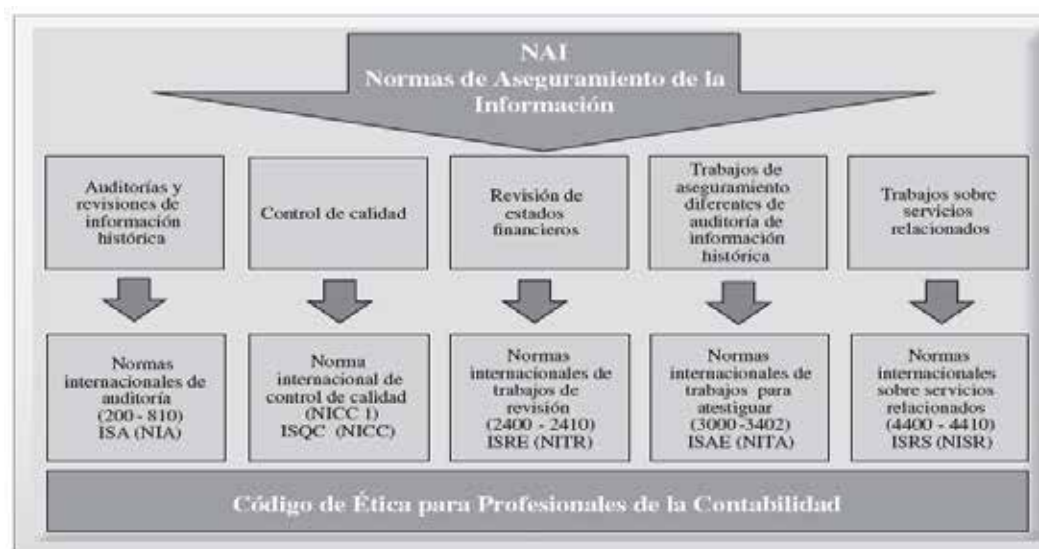 NAI
Normas de Aseguramiento de la
Información
Auditorías y
revisiones de
información
histórica
Control de calidad
Revisión de
estados
financieros
Trabajos de
aseguramiento
diferentes de
auditoría de
información
histórica
Trabajos sobre
servicios
relacionados
Normas
internacionales de
auditoría
(200 - 810)
ISA (NIA)
Norma
internacional de
control de calidad
(NICC 1)
ISQC (NICC)
Normas
internacionales de
trabajos de
revisión
(2400 - 2410)
ISRE (NITR)
Normas
internacionales de
trabajos para
atestiguar
(3000-3402)
ISAE (NITA)
Normas
internacionales
sobre servicios
relacionados
(4400 - 4410)
ISRS (NISR)
Código de Ética para Profesionales de la Contabilidad